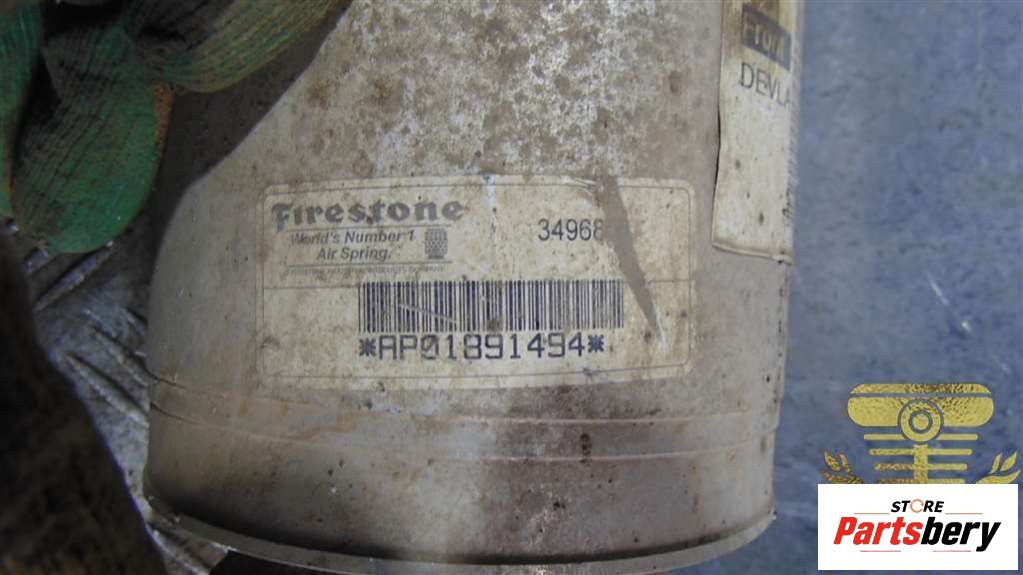 Firestone
World's Number 1
Air Spring.
34968
*AP01891494*
DEVLA
STORE
Partsbery